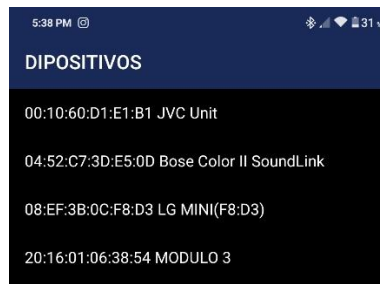 5:38 PM 31
DIPOSITIVOS
00:10:60:D1:E1:B1 JVC Unit
04:52:C7:3D:E5:0D Bose Color II SoundLink
08:EF:3B:0C:F8:D3 LG MINI(F8:D3)
20:16:01:06:38:54 MODULO 3